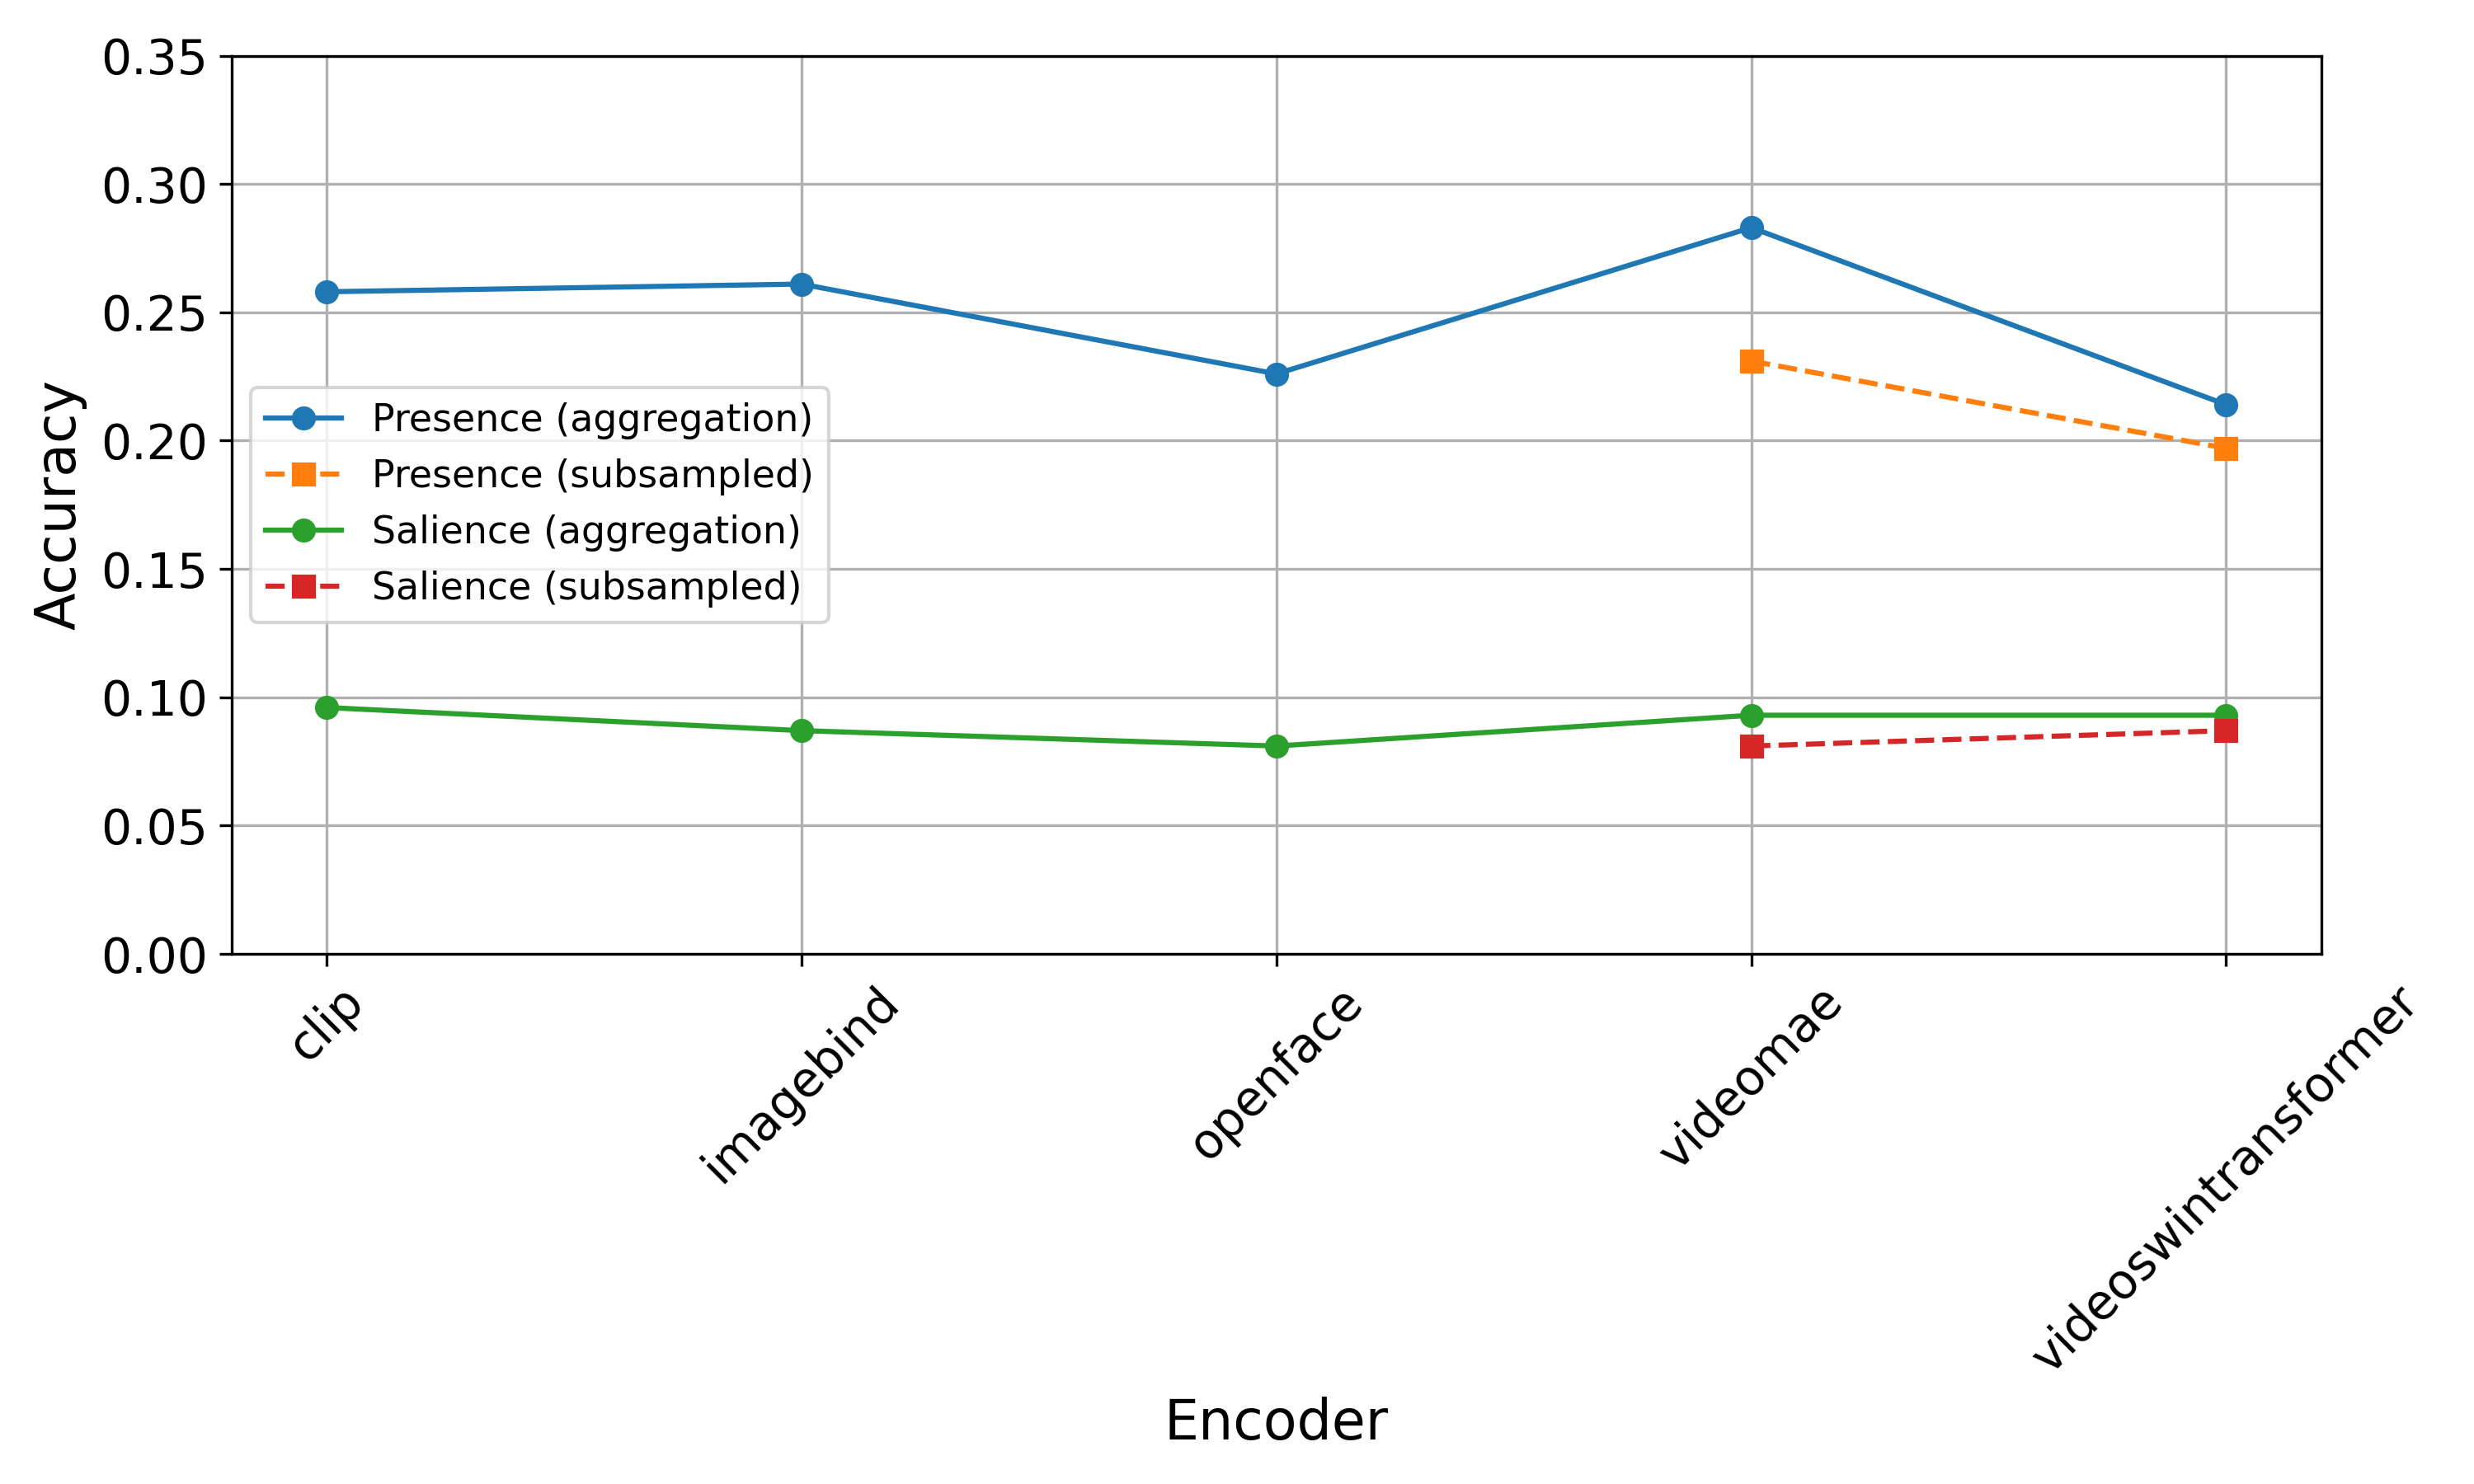 0.35
0.30
0.25
0.20
0.15
0.10
0.05
0.00
Accuracy
Presence (aggregation)
Presence (subsampled)
Salience (aggregation)
Salience (subsampled)
clip
imagebind
openface
videomae
videoswintransformer
Encoder